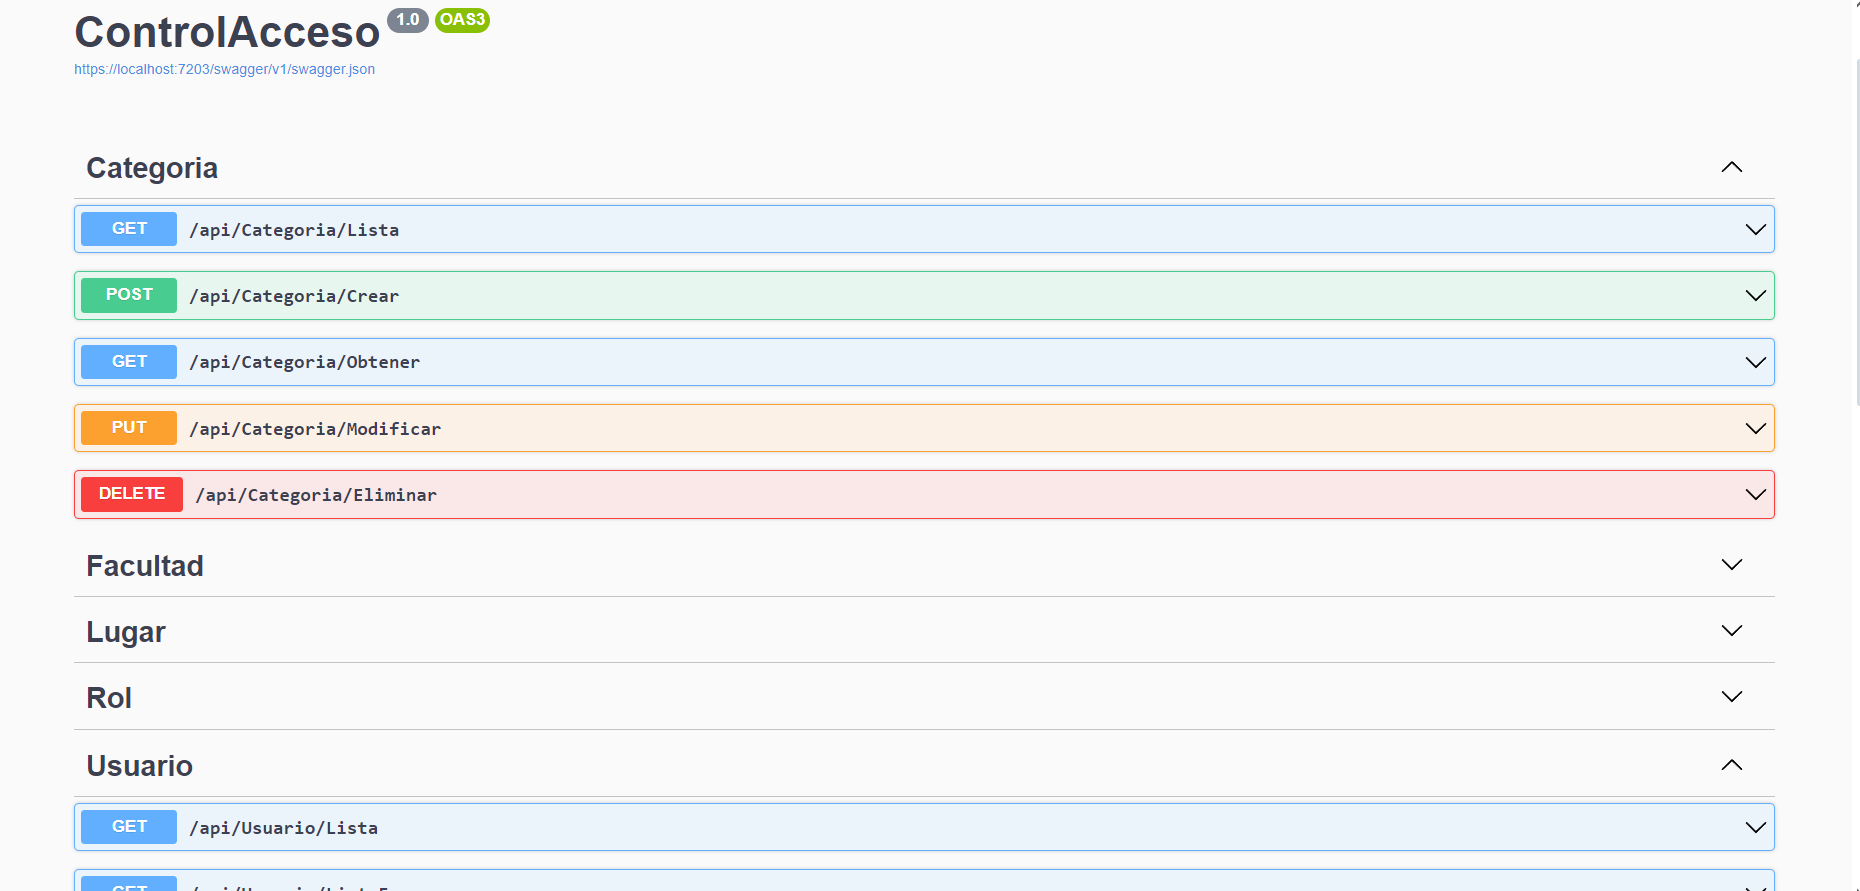 ControlAcceso 1.0 OAS3
https://localhost:7203/swagger/v1/swagger.json
Categoria
GET /api/Categoria/Lista
POST /api/Categoria/Crear
GET /api/Categoria/Obtener
PUT /api/Categoria/Modificar
DELETE /api/Categoria/Eliminar
Facultad
Lugar
Rol
Usuario
GET /api/Usuario/Lista
GET